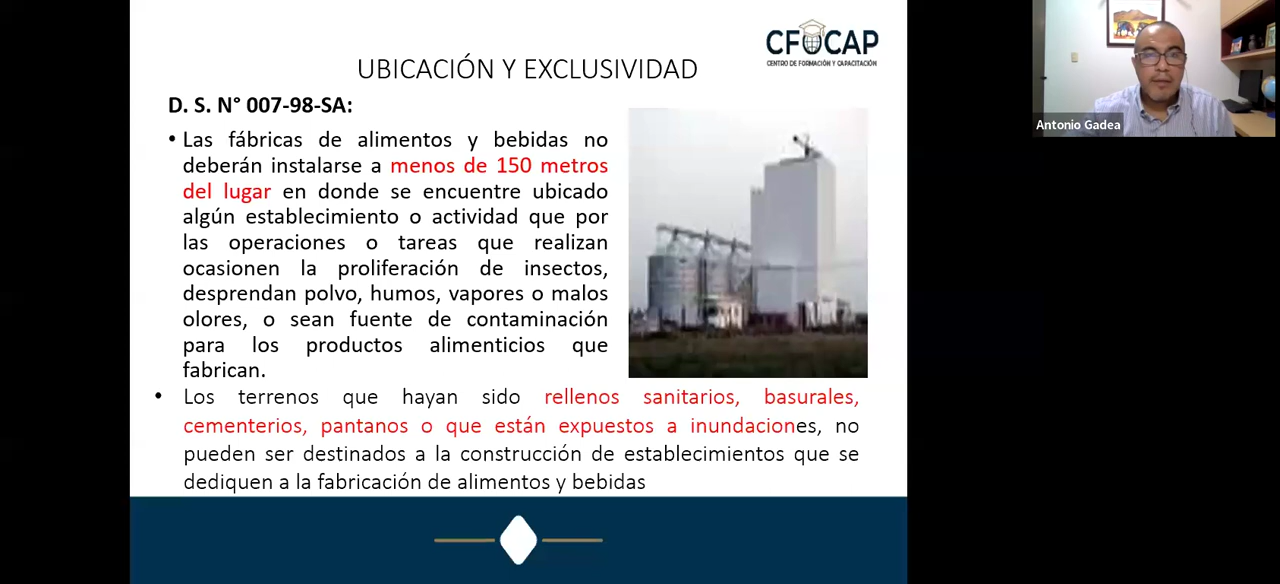 CFOCAP
CENTRO DE FORMACIÓN Y CAPACITACIÓN
UBICACIÓN Y EXCLUSIVIDAD
D. S. N° 007-98-SA:
• Las fábricas de alimentos y bebidas no
deberán instalarse a menos de 150 metros
del lugar en donde se encuentre ubicado
algún establecimiento o actividad que por
las operaciones o tareas que realizan
ocasionen la proliferación de insectos,
desprendan polvo, humos, vapores o malos
olores, o sean fuente de contaminación
para los productos alimenticios que
fabrican.
• Los terrenos que hayan sido rellenos sanitarios, basurales,
cementerios, pantanos o que están expuestos a inundaciones, no
pueden ser destinados a la construcción de establecimientos que se
dediquen a la fabricación de alimentos y bebidas
Antonio Gadea